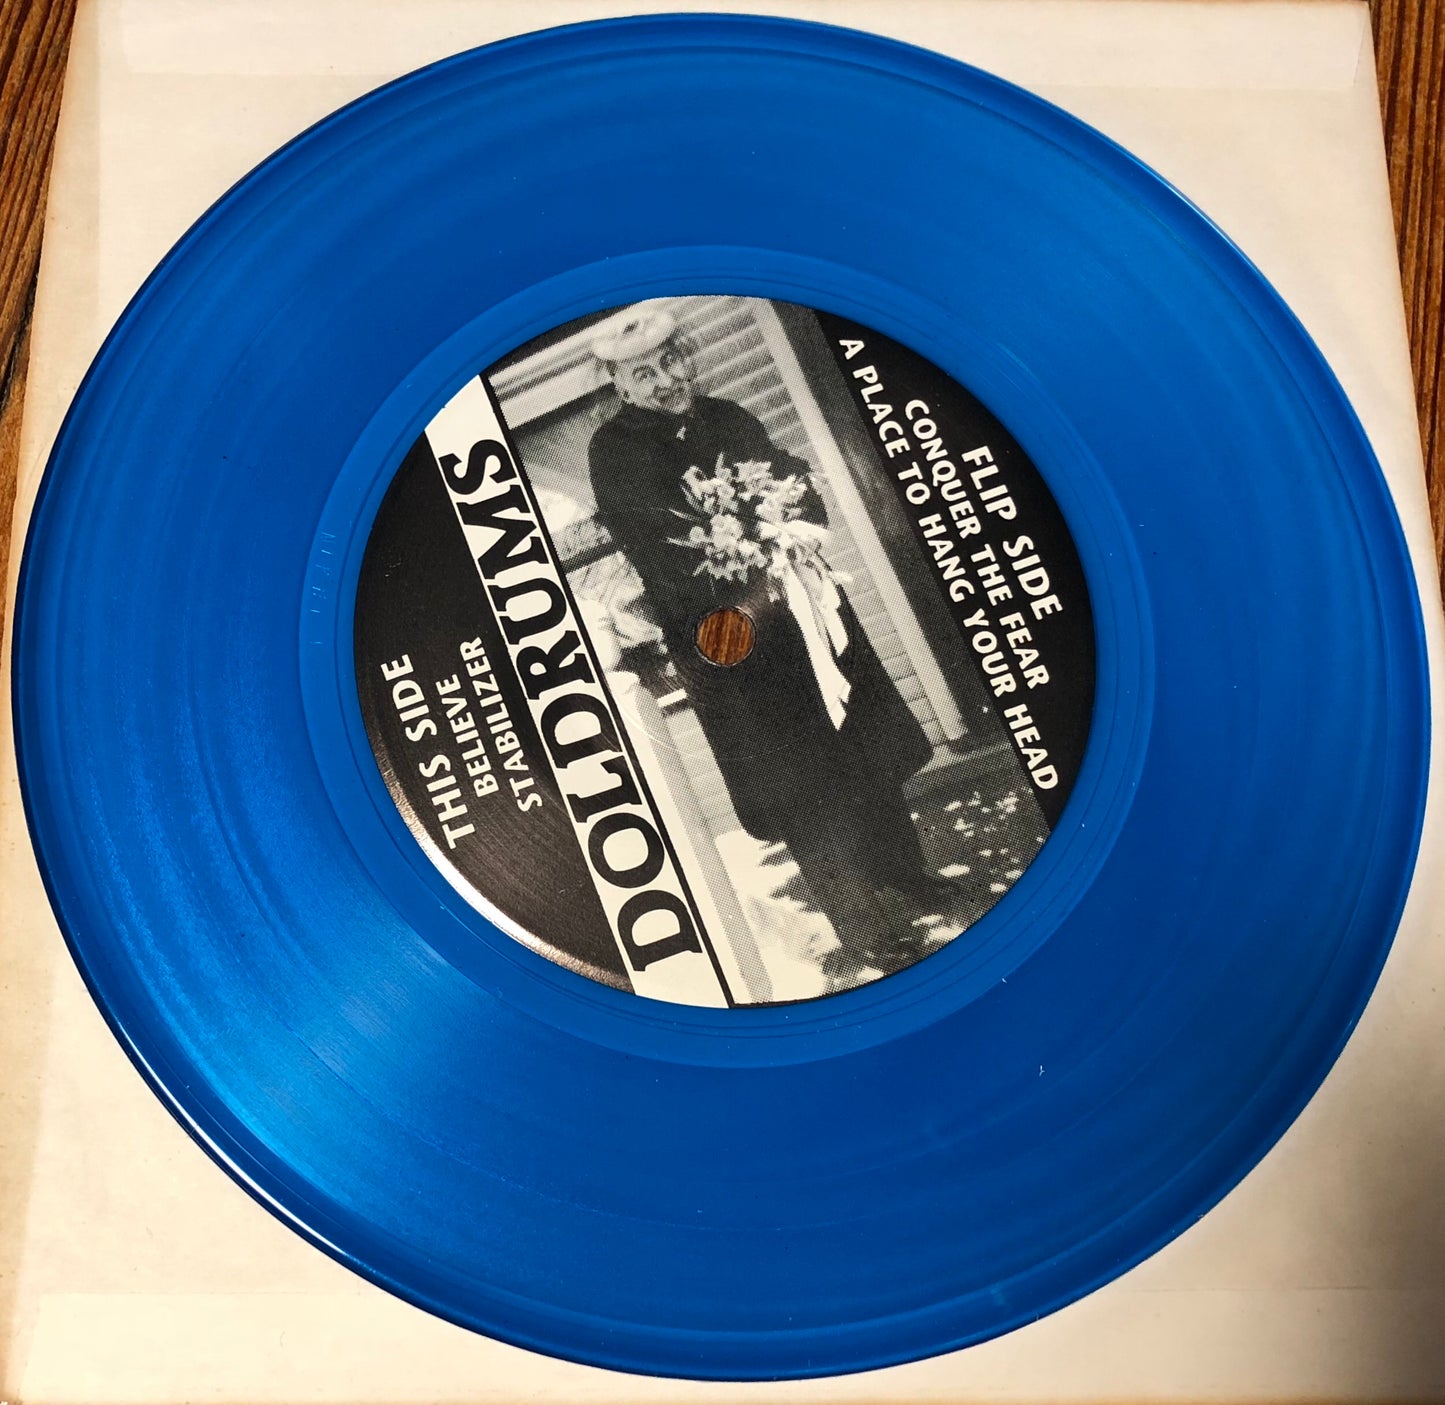 THIS SIDE
BELIEVE
STABILIZER
DOLDRUMS
FLIP SIDE
CONQUER THE FEAR
A PLACE TO HANG YOUR HEAD